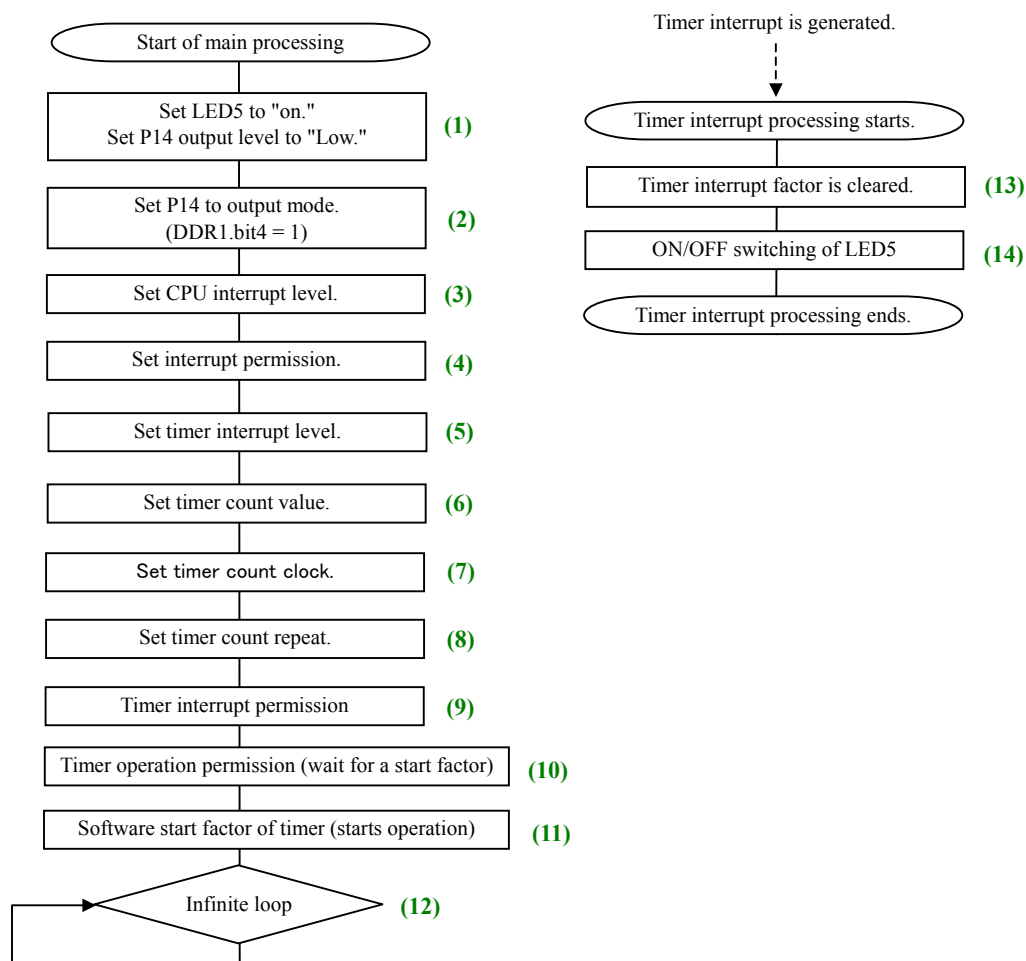 Start of main processing
Set LED5 to "on."
Set P14 output level to "Low."
(1)
Set P14 to output mode.
(DDR1.bit4 = 1)
(2)
Set CPU interrupt level.
(3)
Set interrupt permission.
(4)
Set timer interrupt level.
(5)
Set timer count value.
(6)
Set timer count clock.
(7)
Set timer count repeat.
(8)
Timer interrupt permission
(9)
Timer operation permission (wait for a start factor)
(10)
Software start factor of timer (starts operation)
(11)
Infinite loop
(12)
Timer interrupt is generated.
Timer interrupt processing starts.
Timer interrupt factor is cleared.
(13)
ON/OFF switching of LED5
(14)
Timer interrupt processing ends.